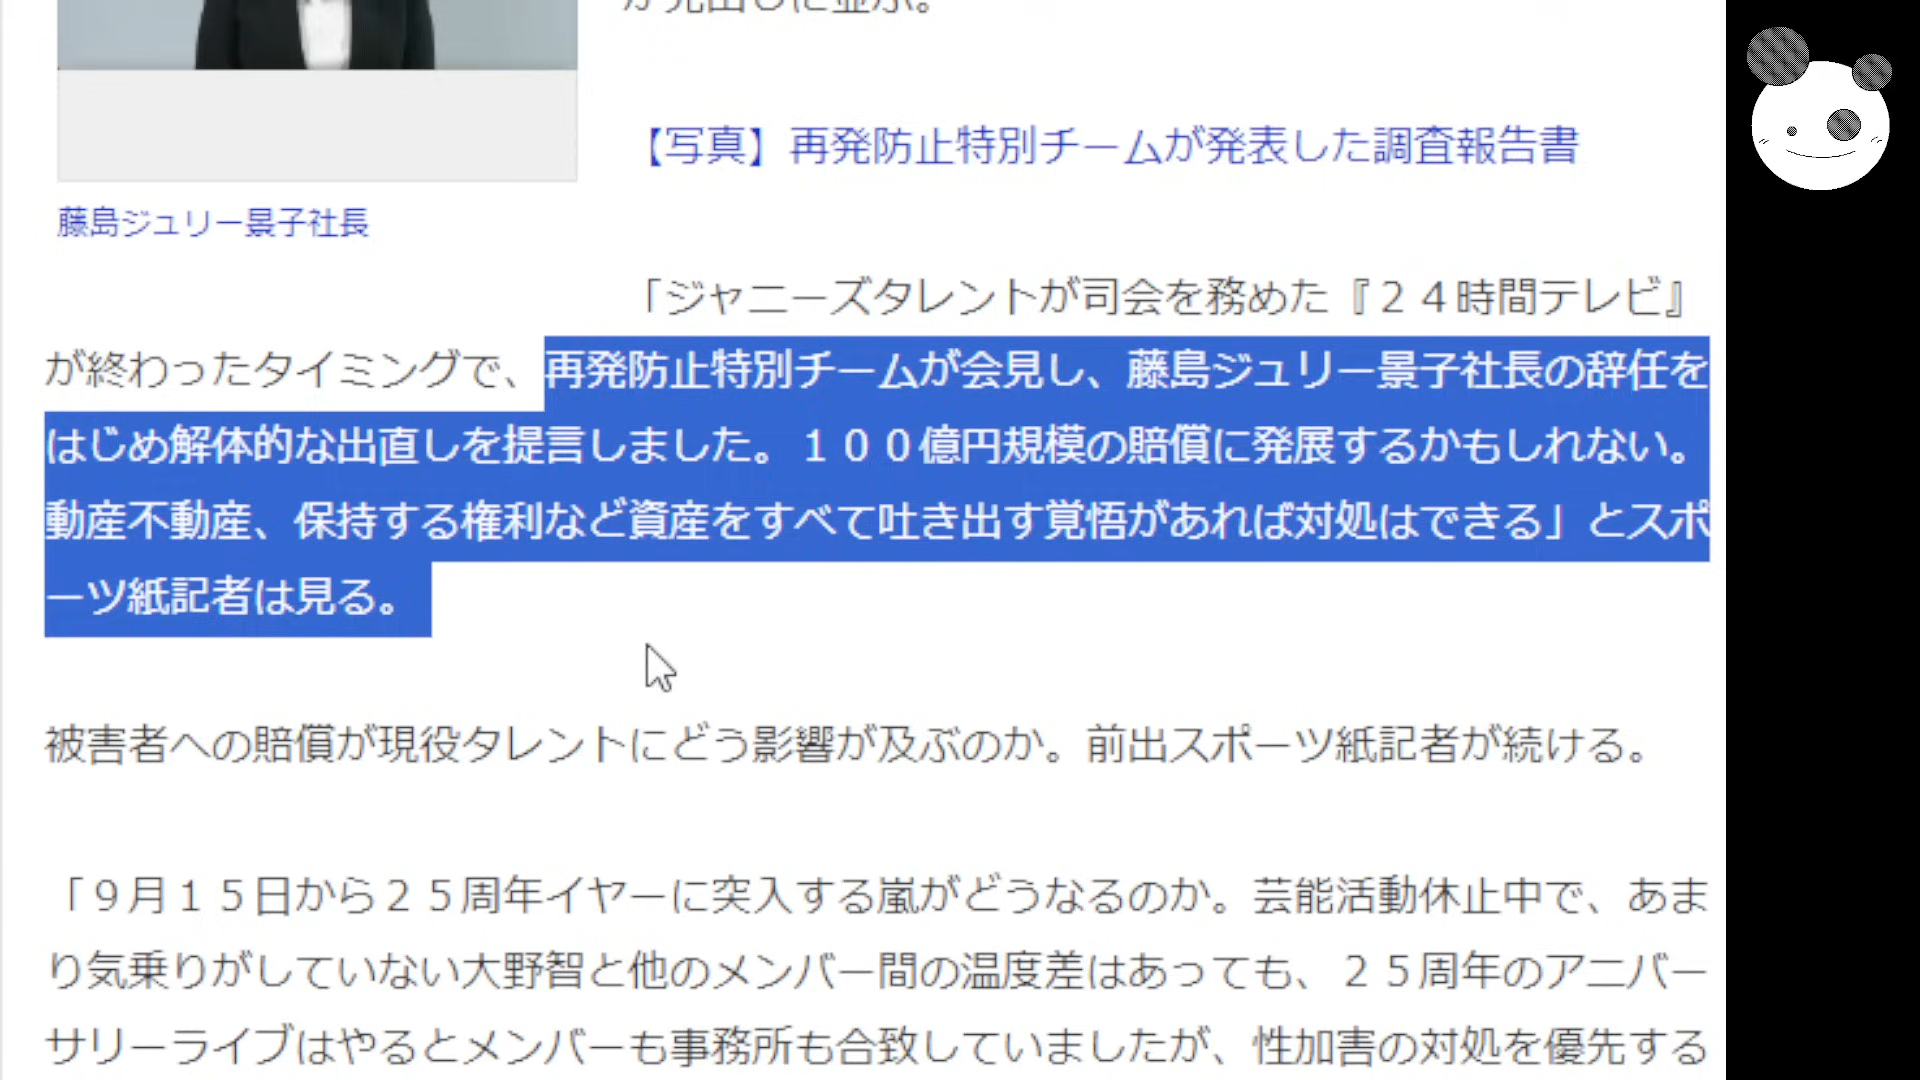 が見出しに並ぶ。
【写真】再発防止特別チームが発表した調査報告書
藤島ジュリー景子社長
「ジャニーズタレントが司会を務めた『２４時間テレビ』
が終わったタイミングで、再発防止特別チームが会見し、藤島ジュリー景子社長の辞任を
はじめ解体的な出直しを提言しました。１００億円規模の賠償に発展するかもしれない。
動産不動産、保持する権利など資産をすべて吐き出す覚悟があれば対処はできる」とスポ
ーツ紙記者は見る。
被害者への賠償が現役タレントにどう影響が及ぶのか。前出スポーツ紙記者が続ける。
「９月１５日から２５周年イヤーに突入する嵐がどうなるのか。芸能活動休止中で、あま
り気乗りがしていない大野智と他のメンバー間の温度差はあっても、２５周年のアニバー
サリーライブはやるとメンバーも事務所も合致していましたが、性加害の対処を優先する